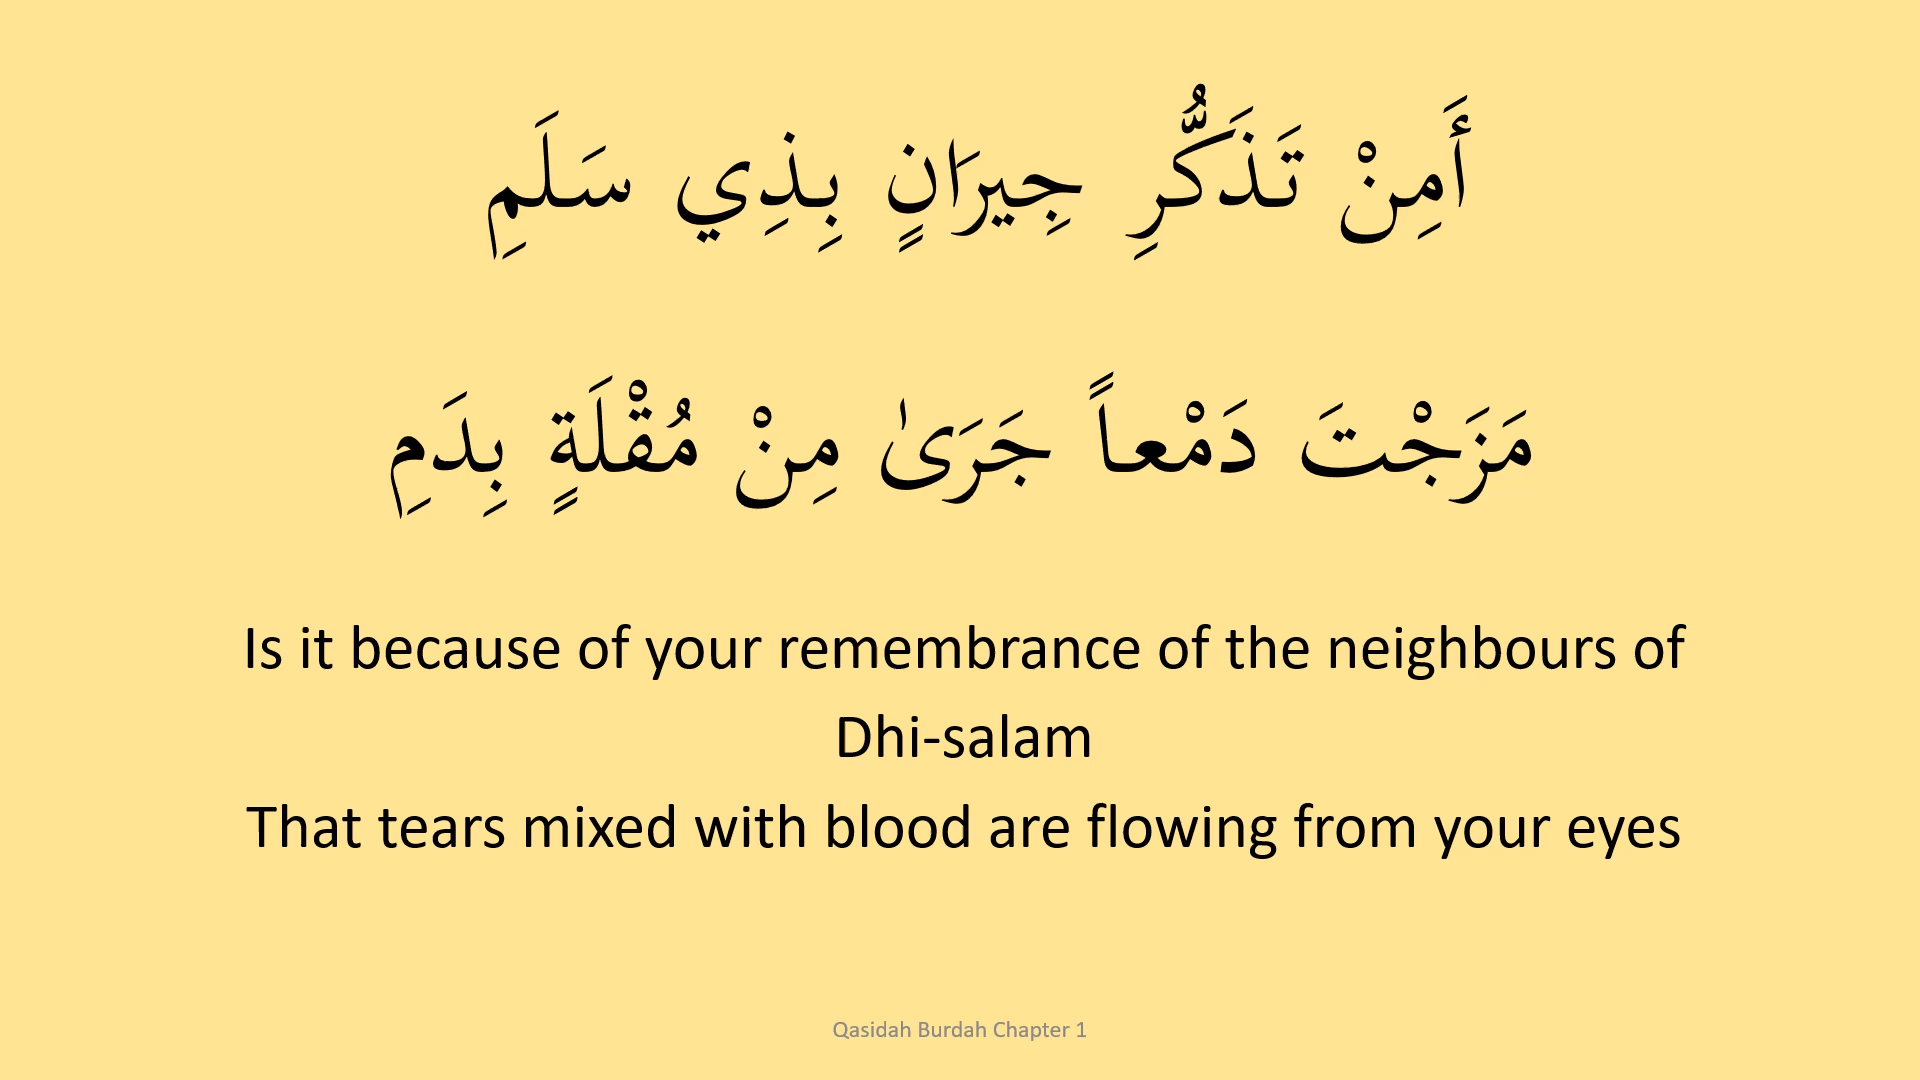 أَمِنْ تَذَكُّرِ جِيرَانٍ بِذِي سَلَمِ
مَزَجْتَ دَمْعاً جَرَىٰ مِنْ مُقْلَةٍ بِدَمِ
Is it because of your remembrance of the neighbours of
Dhi-salam
That tears mixed with blood are flowing from your eyes
Qasidah Burdah Chapter 1